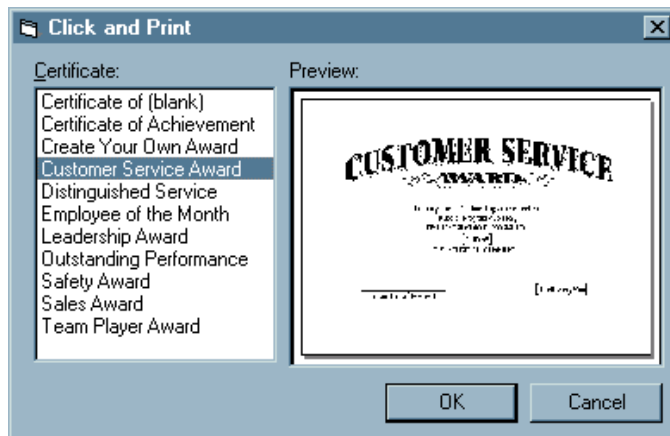 Click and Print
Certificate:
Certificate of (blank)
Certificate of Achievement
Create Your Own Award
Customer Service Award
Distinguished Service
Employee of the Month
Leadership Award
Outstanding Performance
Safety Award
Sales Award
Team Player Award
Preview:
CUSTOMER SERVICE
AWARD
OK
Cancel